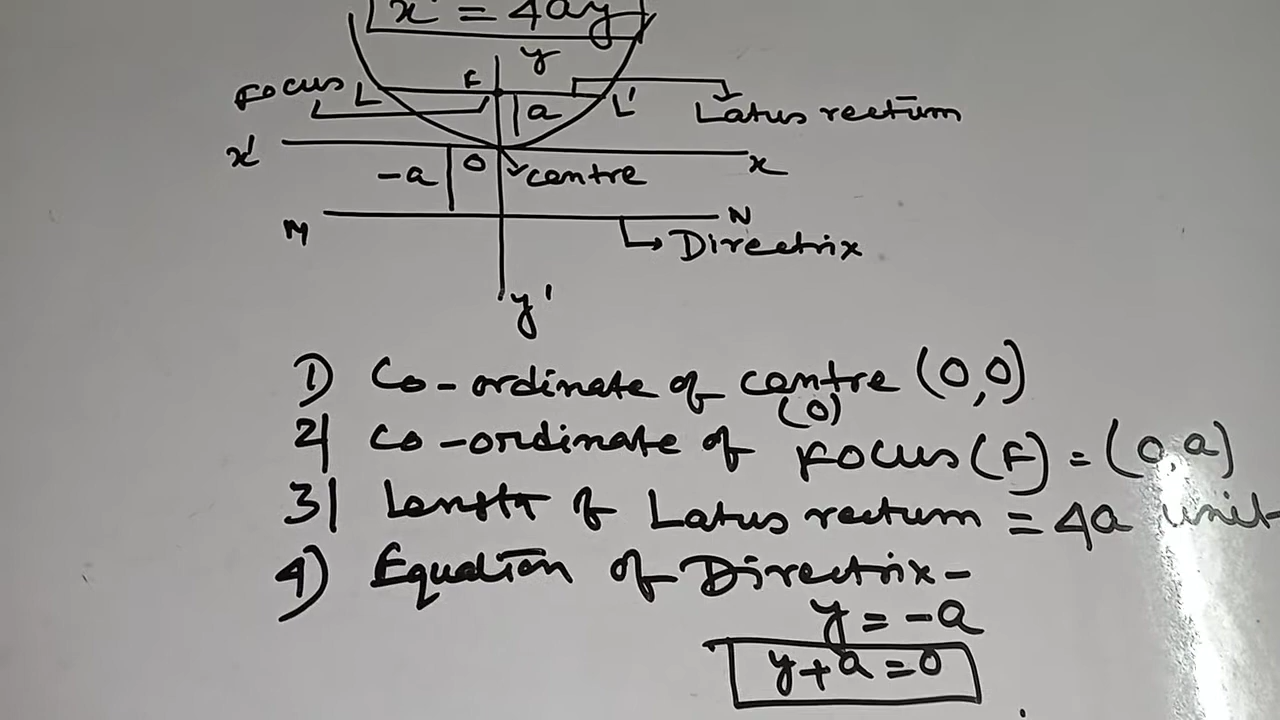 x = 4ay
y
Focus L F a L' Latus rectum
x' O centre x
-a
M N
Directrix
y'
1) Co-ordinate of centre (0,0)
(0)
2| Co-ordinate of Focus (F) = (0,a)
3| Length of Latus rectum = 4a unit
4) Equation of Directrix-
y = -a
y+a=0